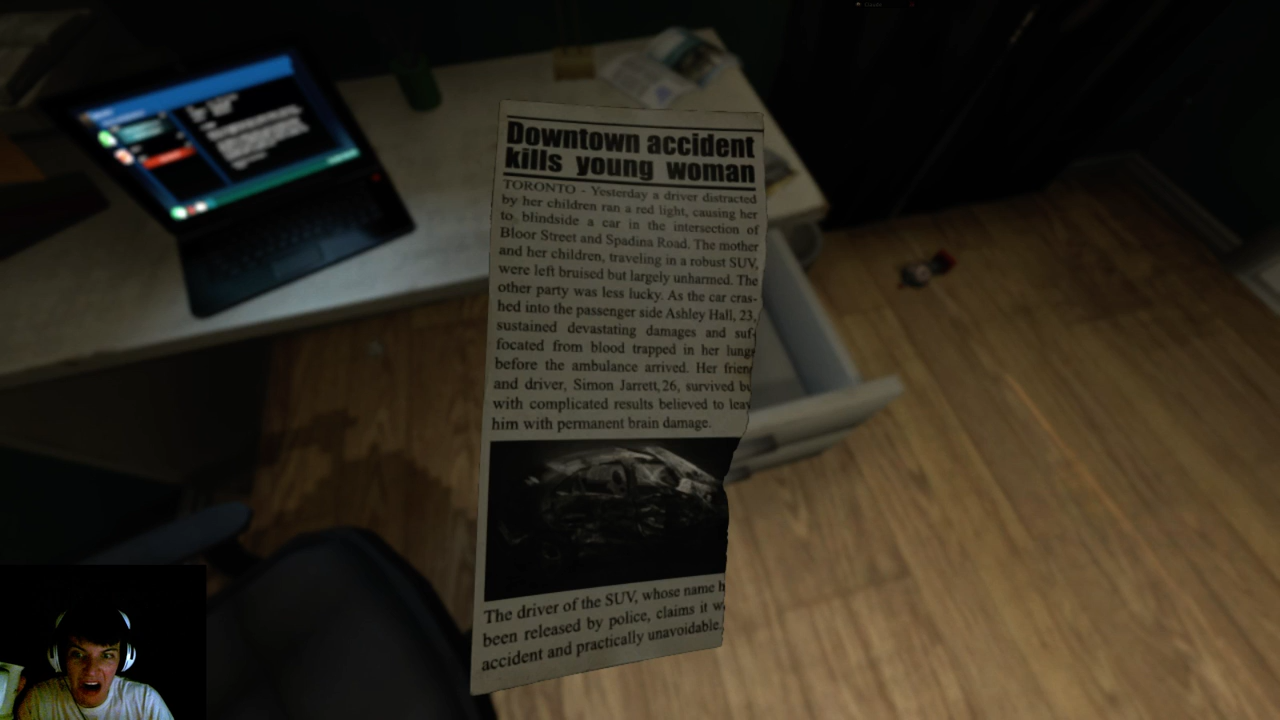 Downtown accident
kills young woman
TORONTO - Yesterday a driver distracted
by her children ran a red light, causing her
to blindside a car in the intersection of
Bloor Street and Spadina Road. The mother
and her children, traveling in a robust SUV,
were left bruised but largely unharmed. The
other party was less lucky. As the car cras-
hed into the passenger side Ashley Hall, 23,
sustained devastating damages and suf-
focated from blood trapped in her lungs
before the ambulance arrived. Her frien
and driver, Simon Jarrett, 26, survived bu
with complicated results believed to leav
him with permanent brain damage.
The driver of the SUV, whose name h
been released by police, claims it w
accident and practically unavoidable.